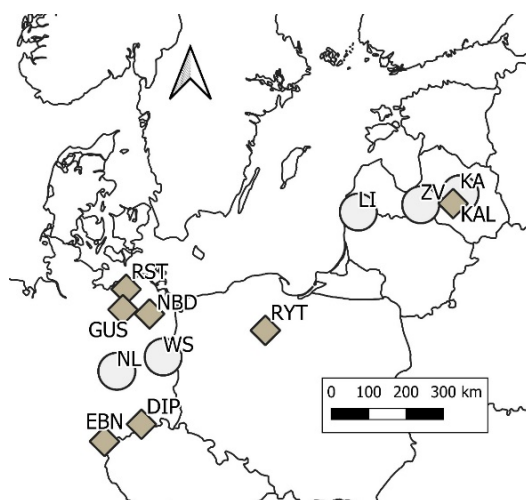 KA
LI
ZV
KAL
RST
NBD
GUS
RYT
WS
NL
DIP
EBN
0 100 200 300 km